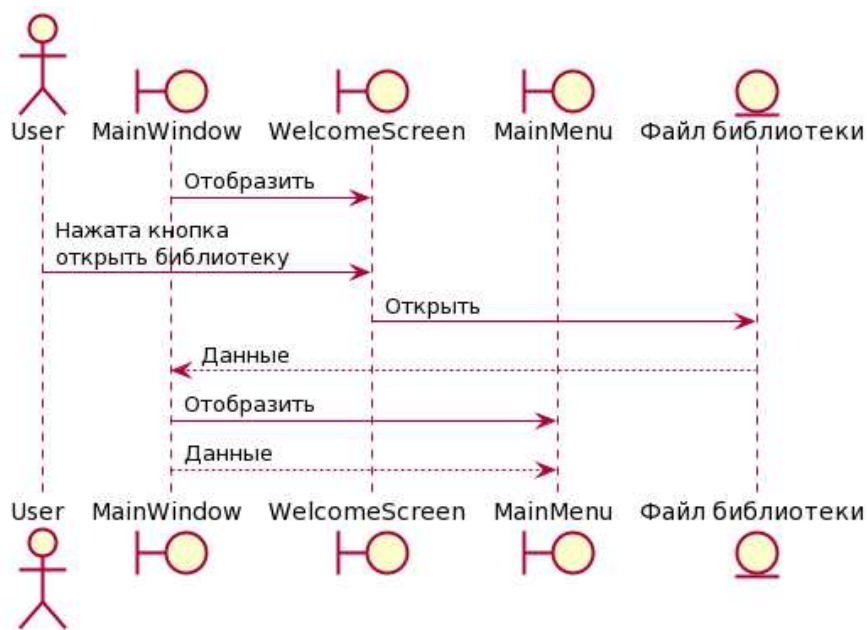 User MainWindow WelcomeScreen MainMenu Файл библиотеки
Отобразить
Нажата кнопка
открыть библиотеку
Открыть
Данные
Отобразить
Данные
User MainWindow WelcomeScreen MainMenu Файл библиотеки